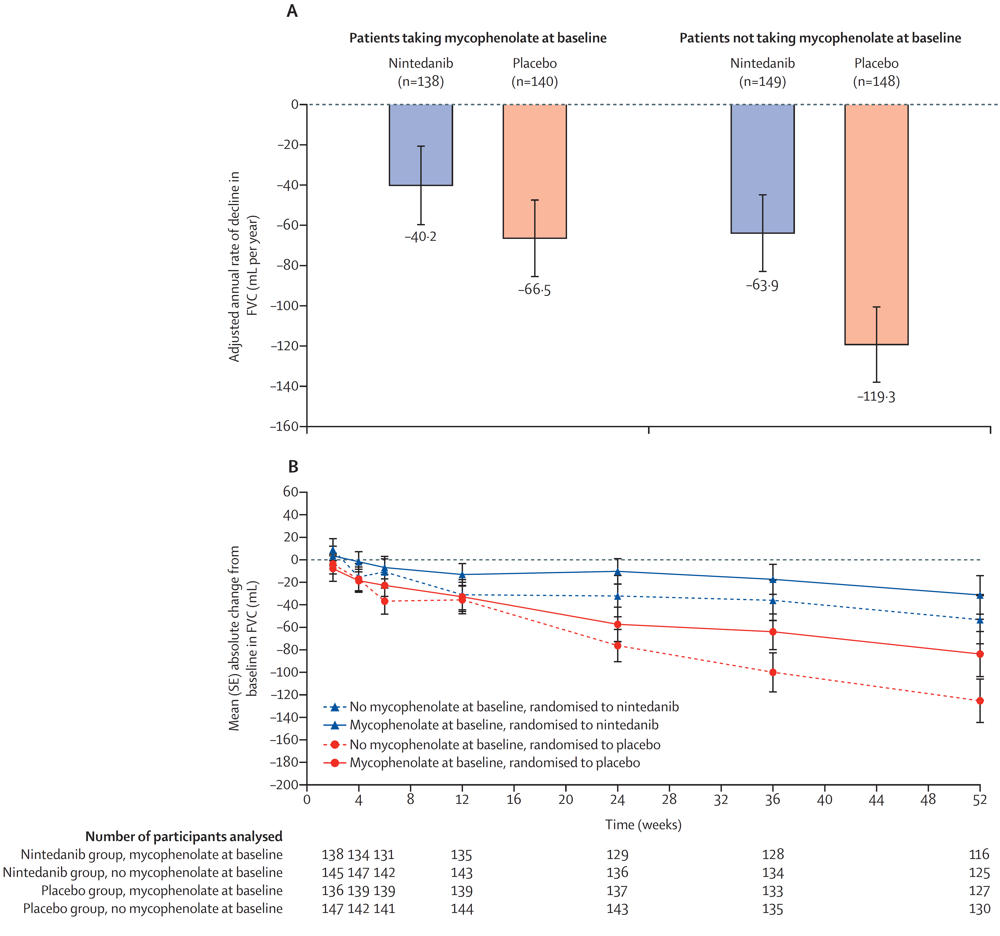 A
Patients taking mycophenolate at baseline
Patients not taking mycophenolate at baseline
Nintedanib
(n=138)
Placebo
(n=140)
Nintedanib
(n=149)
Placebo
(n=148)
Adjusted annual rate of decline in
FVC (mL per year)
0
–20
–40
–60
–80
–100
–120
–140
–160
–40·2
–66·5
–63·9
–119·3
B
Mean (SE) absolute change from
baseline in FVC (mL)
60
40
20
0
–20
–40
–60
–80
–100
–120
–140
–160
–180
–200
No mycophenolate at baseline, randomised to nintedanib
Mycophenolate at baseline, randomised to nintedanib
No mycophenolate at baseline, randomised to placebo
Mycophenolate at baseline, randomised to placebo
0 4 8 12 16 20 24 28 32 36 40 44 48 52
Time (weeks)
Number of participants analysed
Nintedanib group, mycophenolate at baseline 138 134 131 135 129 128 116
Nintedanib group, no mycophenolate at baseline 145 147 142 143 136 134 125
Placebo group, mycophenolate at baseline 136 139 139 139 137 133 127
Placebo group, no mycophenolate at baseline 147 142 141 144 143 135 130